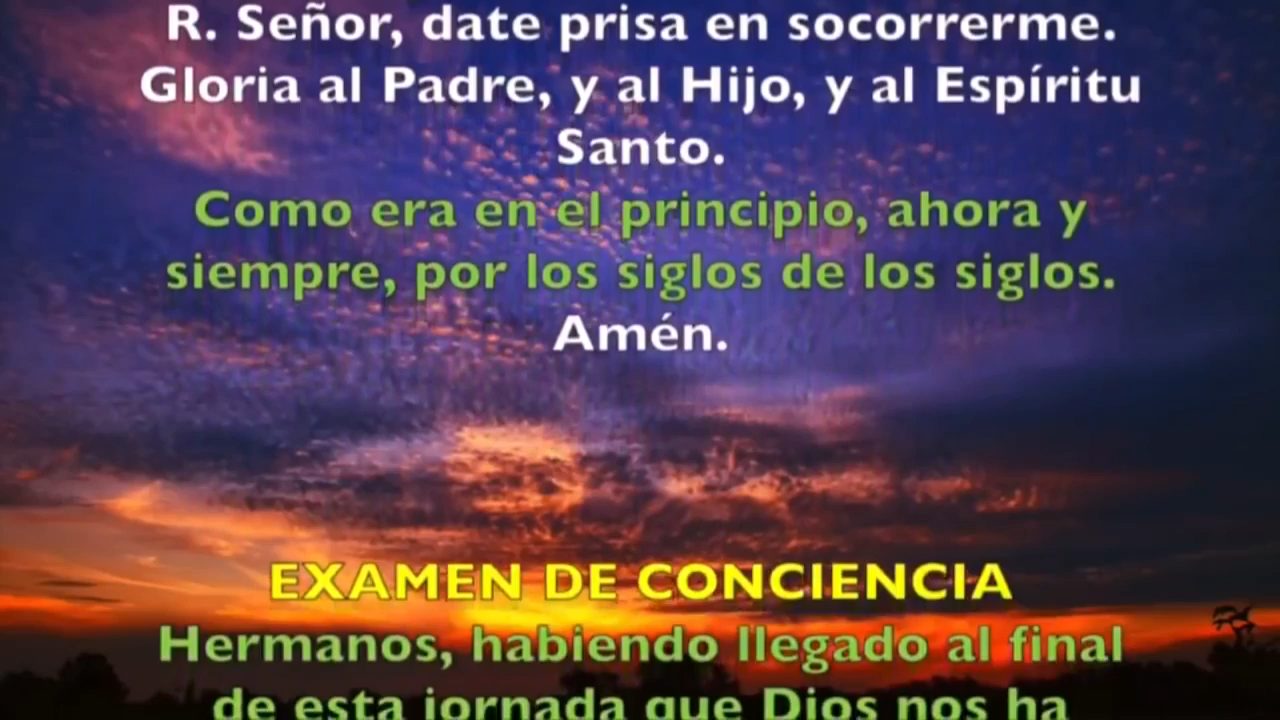 R. Señor, date prisa en socorrerme.
Gloria al Padre, y al Hijo, y al Espíritu
Santo.
Como era en el principio, ahora y
siempre, por los siglos de los siglos.
Amén.
EXAMEN DE CONCIENCIA
Hermanos, habiendo llegado al final
de esta jornada que Dios nos ha